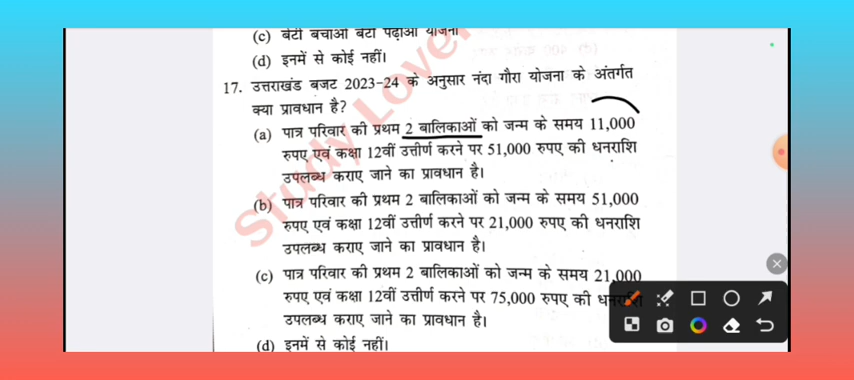 (c) बेटी बचाओ बेटी पढ़ाओ योजना
(d) इनमें से कोई नहीं।
17. उत्तराखंड बजट 2023-24 के अनुसार नंदा गौरा योजना के अंतर्गत
क्या प्रावधान है?
(a) पात्र परिवार की प्रथम 2 बालिकाओं को जन्म के समय 11,000
रुपए एवं कक्षा 12वीं उत्तीर्ण करने पर 51,000 रुपए की धनराशि
उपलब्ध कराए जाने का प्रावधान है।
(b) पात्र परिवार की प्रथम 2 बालिकाओं को जन्म के समय 51,000
रुपए एवं कक्षा 12वीं उत्तीर्ण करने पर 21,000 रुपए की धनराशि
उपलब्ध कराए जाने का प्रावधान है।
(c) पात्र परिवार की प्रथम 2 बालिकाओं को जन्म के समय 21,000
रुपए एवं कक्षा 12वीं उत्तीर्ण करने पर 75,000 रुपए की धनराशि
उपलब्ध कराए जाने का प्रावधान है।
(d) इनमें से कोई नहीं।
Study Lover